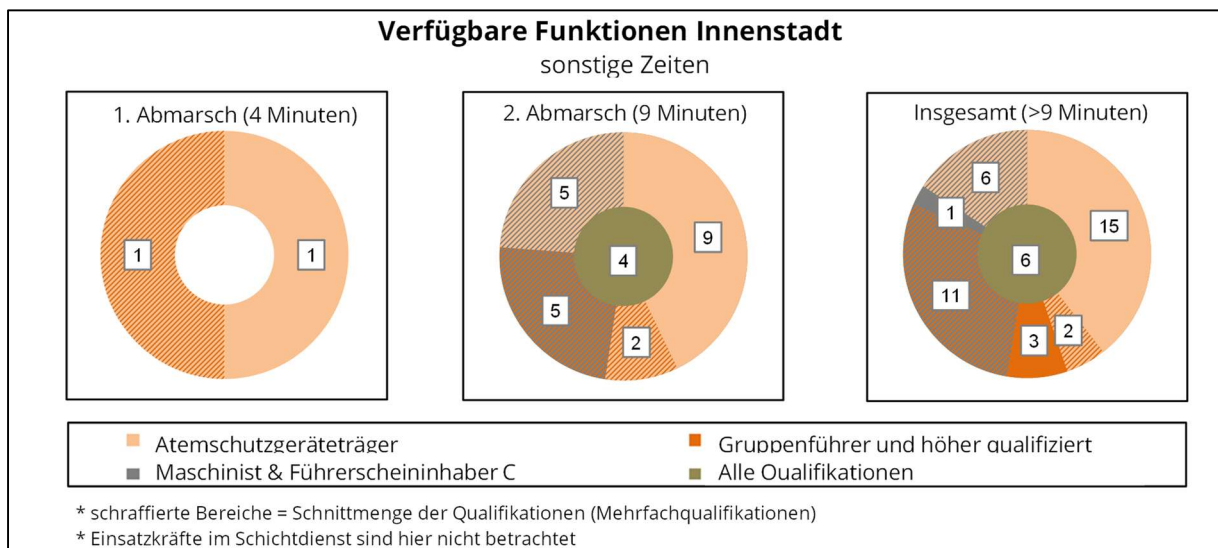 Verfügbare Funktionen Innenstadt
sonstige Zeiten
1. Abmarsch (4 Minuten)
1
1
2. Abmarsch (9 Minuten)
5
9
4
5
2
Insgesamt (>9 Minuten)
6
1
15
6
11
3
2
Atemschutzgeräteträger
Gruppenführer und höher qualifiziert
Maschinist & Führerscheininhaber C
Alle Qualifikationen
* schraffierte Bereiche = Schnittmenge der Qualifikationen (Mehrfachqualifikationen)
* Einsatzkräfte im Schichtdienst sind hier nicht betrachtet